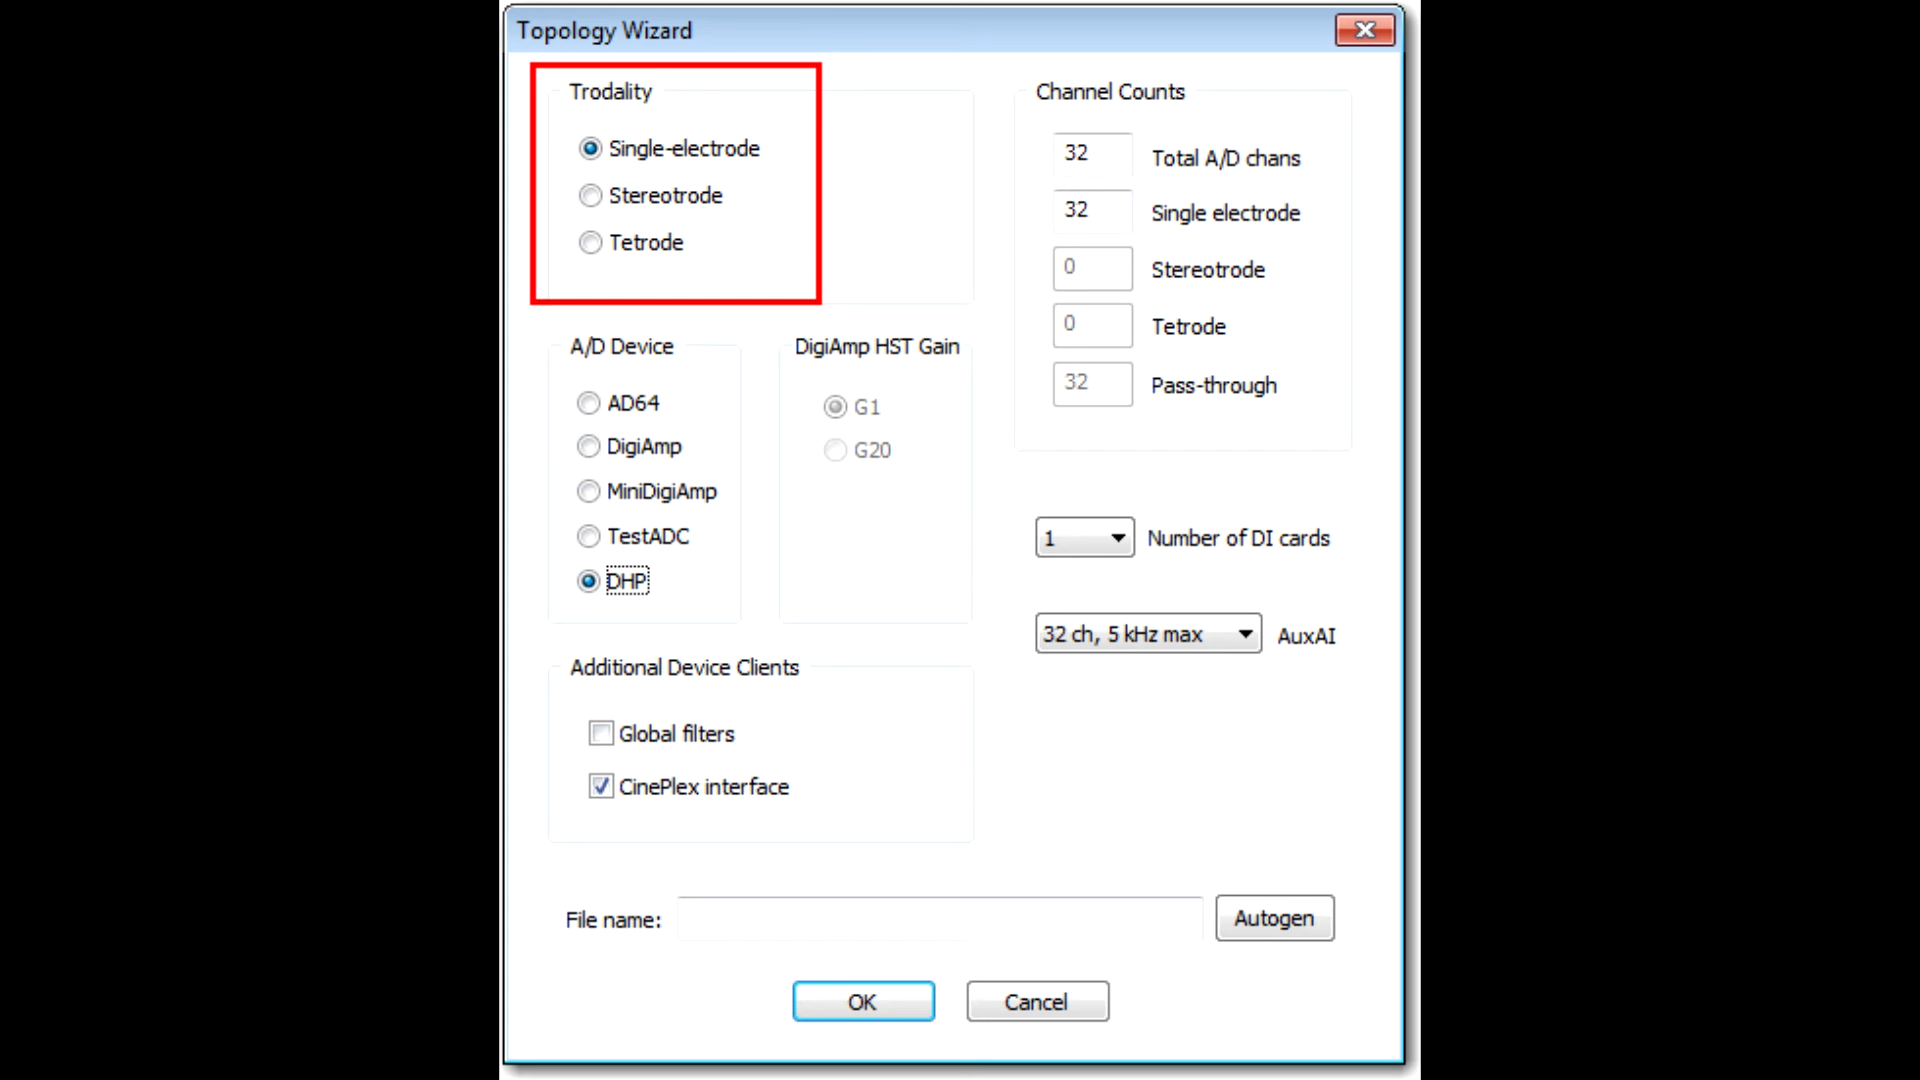 Topology Wizard
Trodality
Single-electrode
Stereotrode
Tetrode
Channel Counts
32 Total A/D chans
32 Single electrode
0 Stereotrode
0 Tetrode
32 Pass-through
A/D Device
AD64
DigiAmp
MiniDigiAmp
TestADC
DHP
DigiAmp HST Gain
G1
G20
1 Number of DI cards
32 ch, 5 kHz max AuxAI
Additional Device Clients
Global filters
CinePlex interface
File name: Autogen
OK Cancel